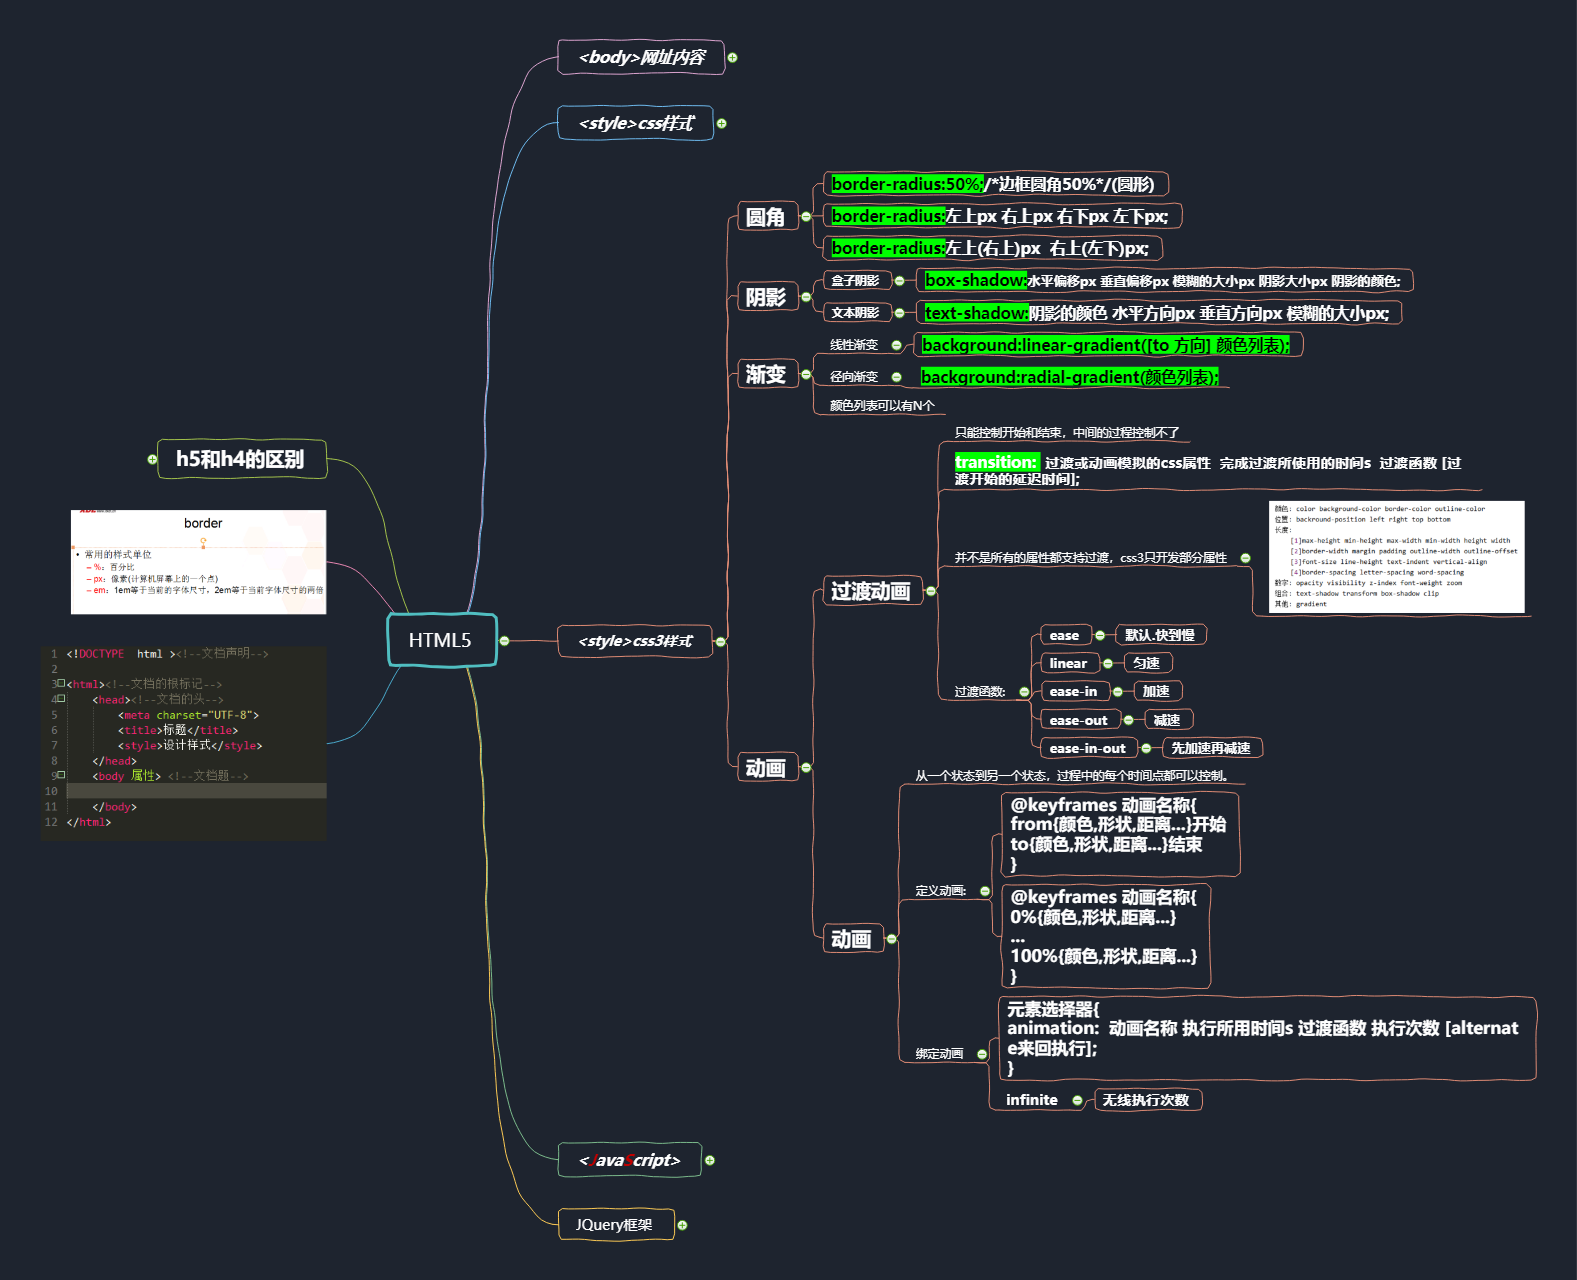 <body>网址内容
<style>css样式
圆角
border-radius:50%;/*边框圆角50%*/(圆形)
border-radius:左上px 右上px 右下px 左下px;
border-radius:左上(右上)px  右上(左下)px;
阴影
盒子阴影
box-shadow:水平偏移px 垂直偏移px 模糊的大小px 阴影大小px 阴影的颜色;
文本阴影
text-shadow:阴影的颜色 水平方向px 垂直方向px 模糊的大小px;
渐变
线性渐变
background:linear-gradient([to 方向] 颜色列表);
径向渐变
background:radial-gradient(颜色列表);
颜色列表可以有N个
h5和h4的区别
border
• 常用的样式单位
– %：百分比
– px：像素(计算机屏幕上的一个点)
– em：1em等于当前的字体尺寸，2em等于当前字体尺寸的两倍
HTML5
<style>css3样式
1 <!DOCTYPE  html ><!--文档声明-->
2
3 <html><!--文档的根标记-->
4 <head><!--文档的头-->
5 <meta charset="UTF-8">
6 <title>标题</title>
7 <style>设计样式</style>
8 </head>
9 <body 属性> <!--文档题-->
10
11 </body>
12 </html>
动画
过渡动画
只能控制开始和结束，中间的过程控制不了
transition:  过渡或动画模拟的css属性  完成过渡所使用的时间s  过渡函数 [过
渡开始的延迟时间];
并不是所有的属性都支持过渡，css3只开发部分属性
颜色: color background-color border-color outline-color
位置: backround-position left right top bottom
长度:
[1]max-height min-height max-width min-width height width
[2]border-width margin padding outline-width outline-offset
[3]font-size line-height text-indent vertical-align
[4]border-spacing letter-spacing word-spacing
数字: opacity visibility z-index font-weight zoom
组合: text-shadow transform box-shadow clip
其他: gradient
过渡函数:
ease
默认.快到慢
linear
匀速
ease-in
加速
ease-out
减速
ease-in-out
先加速再减速
动画
从一个状态到另一个状态，过程中的每个时间点都可以控制。
定义动画:
@keyframes 动画名称{
from{颜色,形状,距离...}开始
to{颜色,形状,距离...}结束
}
@keyframes 动画名称{
0%{颜色,形状,距离...}
...
100%{颜色,形状,距离...}
}
绑定动画
元素选择器{
animation:  动画名称 执行所用时间s 过渡函数 执行次数 [alternat
e来回执行];
}
infinite
无线执行次数
<JavaScript>
JQuery框架